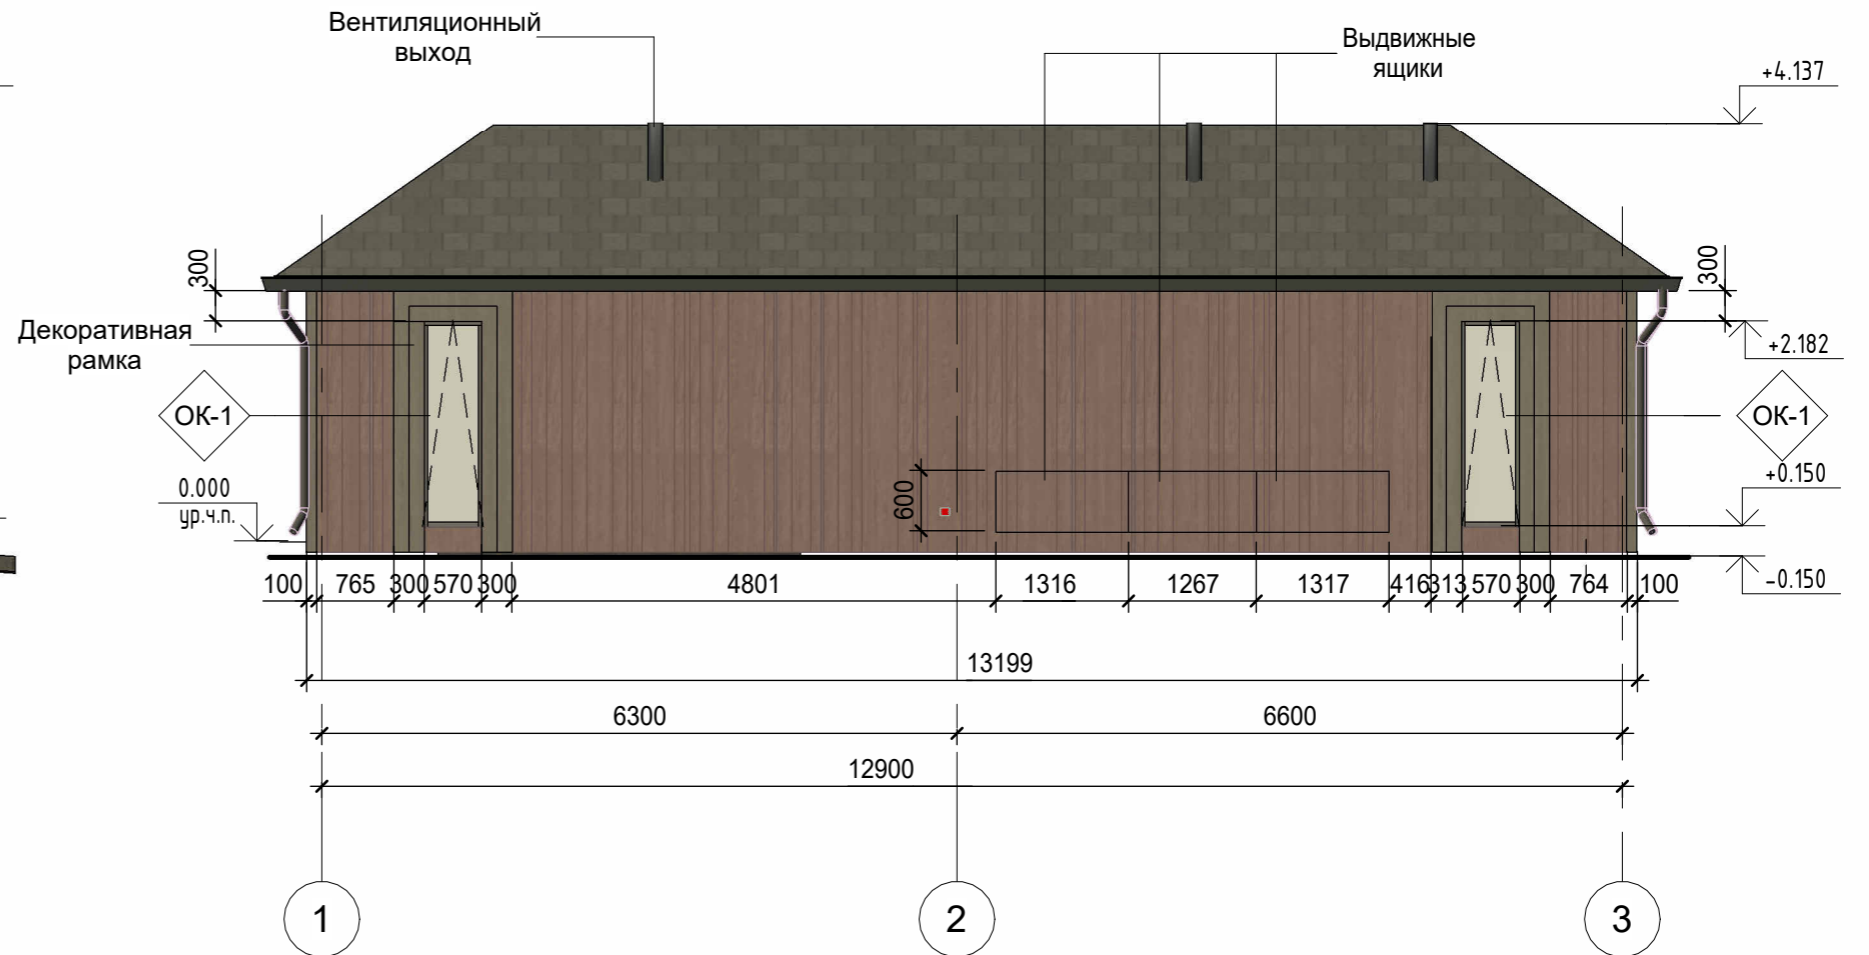 Вентиляционный
выход
Выдвижные
ящики
+4.137
300
300
Декоративная
рамка
+2.182
ОК-1
ОК-1
+0.150
0.000
ур.ч.п.
600
-0.150
100 765 300 570 300 4801 1316 1267 1317 416 313 570 300 764 100
13199
6300 6600
12900
1 2 3